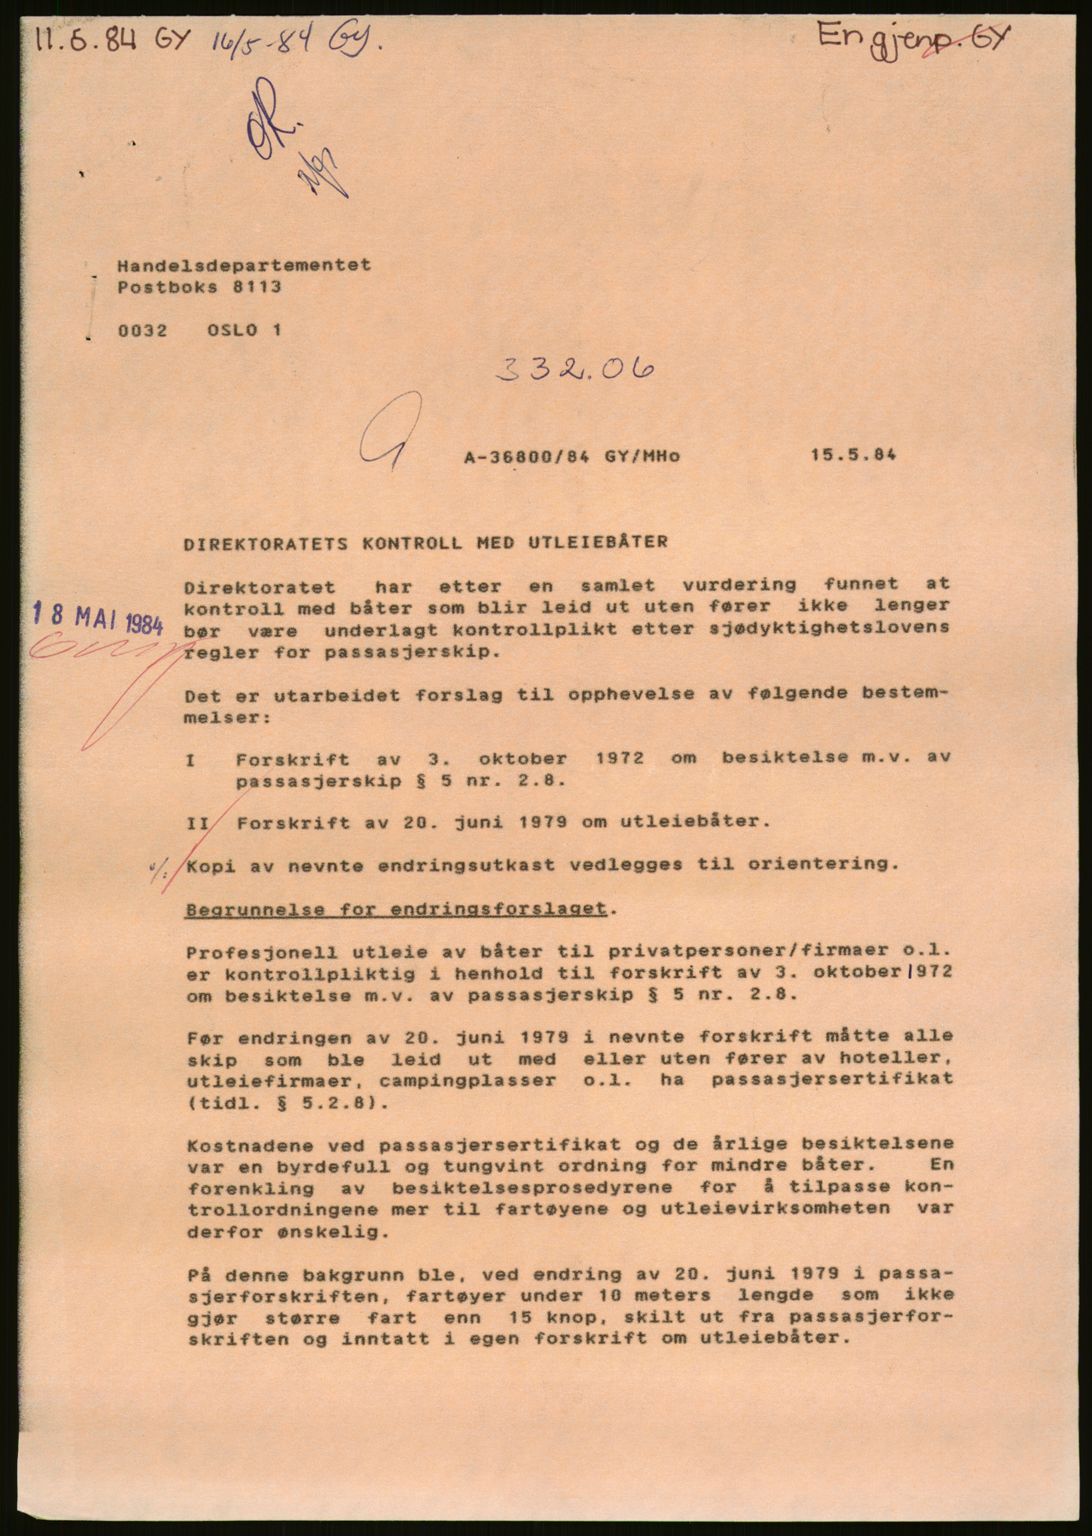 11.5.84 GY 16/5-84 GY.
En gjenp. GY
OR.
Handelsdepartementet
Postboks 8113
0032 OSLO 1
332.06
A-36800/84 GY/MHo 15.5.84
DIREKTORATETS KONTROLL MED UTLEIEBÅTER
Direktoratet har etter en samlet vurdering funnet at
kontroll med båter som blir leid ut uten fører ikke lenger
18 MAI 1984
bør være underlagt kontrollplikt etter sjødyktighetslovens
regler for passasjerskip.
Det er utarbeidet forslag til opphevelse av følgende bestem-
melser:
I Forskrift av 3. oktober 1972 om besiktelse m.v. av
passasjerskip § 5 nr. 2.8.
II Forskrift av 20. juni 1979 om utleiebåter.
·/: Kopi av nevnte endringsutkast vedlegges til orientering.
Begrunnelse for endringsforslaget.
Profesjonell utleie av båter til privatpersoner/firmaer o.l.
er kontrollpliktig i henhold til forskrift av 3. oktober 1972
om besiktelse m.v. av passasjerskip § 5 nr. 2.8.
Før endringen av 20. juni 1979 i nevnte forskrift måtte alle
skip som ble leid ut med eller uten fører av hoteller,
utleiefirmaer, campingplasser o.l. ha passasjersertifikat
(tidl. § 5.2.8).
Kostnadene ved passasjersertifikat og de årlige besiktelsene
var en byrdefull og tungvint ordning for mindre båter. En
forenkling av besiktelsesprosedyrene for å tilpasse kon-
trollordningene mer til fartøyene og utleievirksomheten var
derfor ønskelig.
På denne bakgrunn ble, ved endring av 20. juni 1979 i passa-
sjerforskriften, fartøyer under 10 meters lengde som ikke
gjør større fart enn 15 knop, skilt ut fra passasjerfor-
skriften og inntatt i egen forskrift om utleiebåter.